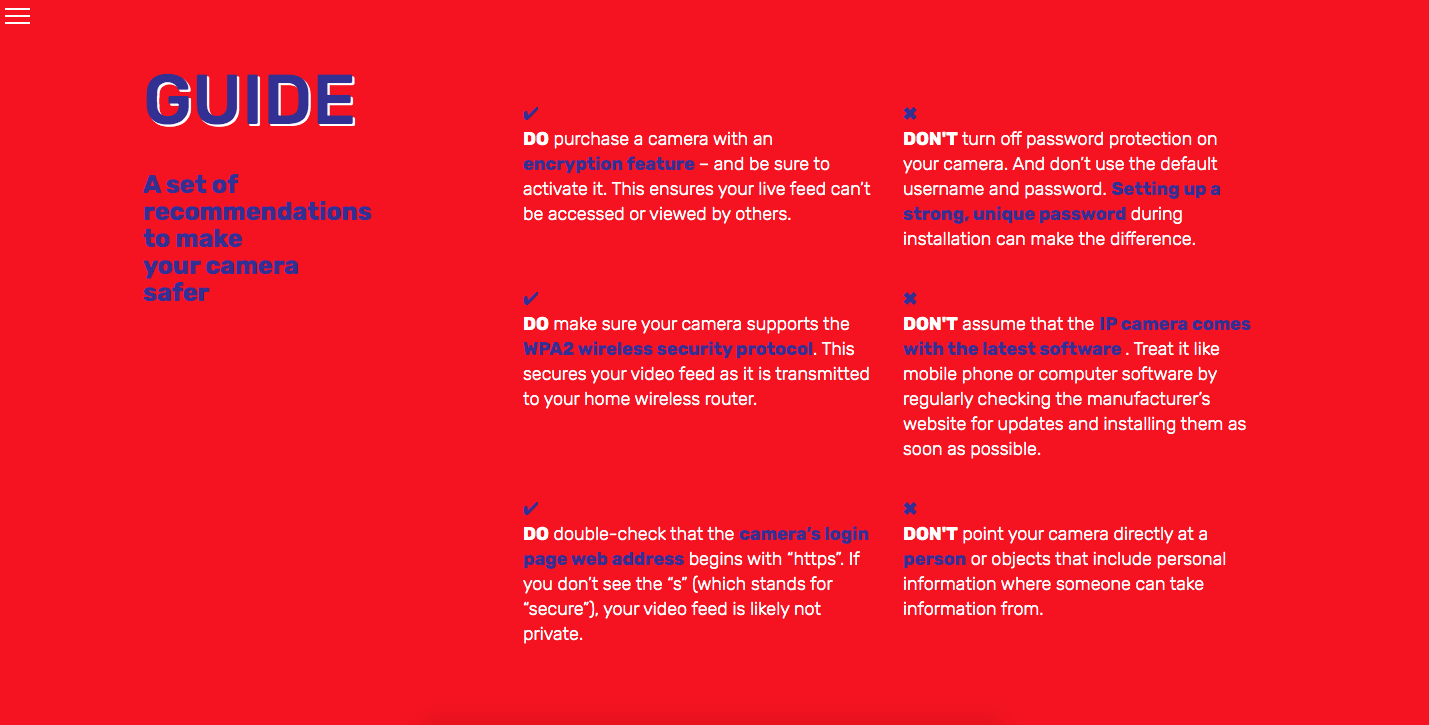 GUIDE
A set of
recommendations
to make
your camera
safer
✔
DO purchase a camera with an
encryption feature – and be sure to
activate it. This ensures your live feed can’t
be accessed or viewed by others.
✖
DON'T turn off password protection on
your camera. And don’t use the default
username and password. Setting up a
strong, unique password during
installation can make the difference.
✔
DO make sure your camera supports the
WPA2 wireless security protocol. This
secures your video feed as it is transmitted
to your home wireless router.
✖
DON'T assume that the IP camera comes
with the latest software . Treat it like
mobile phone or computer software by
regularly checking the manufacturer’s
website for updates and installing them as
soon as possible.
✔
DO double-check that the camera’s login
page web address begins with “https”. If
you don’t see the “s” (which stands for
“secure”), your video feed is likely not
private.
✖
DON'T point your camera directly at a
person or objects that include personal
information where someone can take
information from.